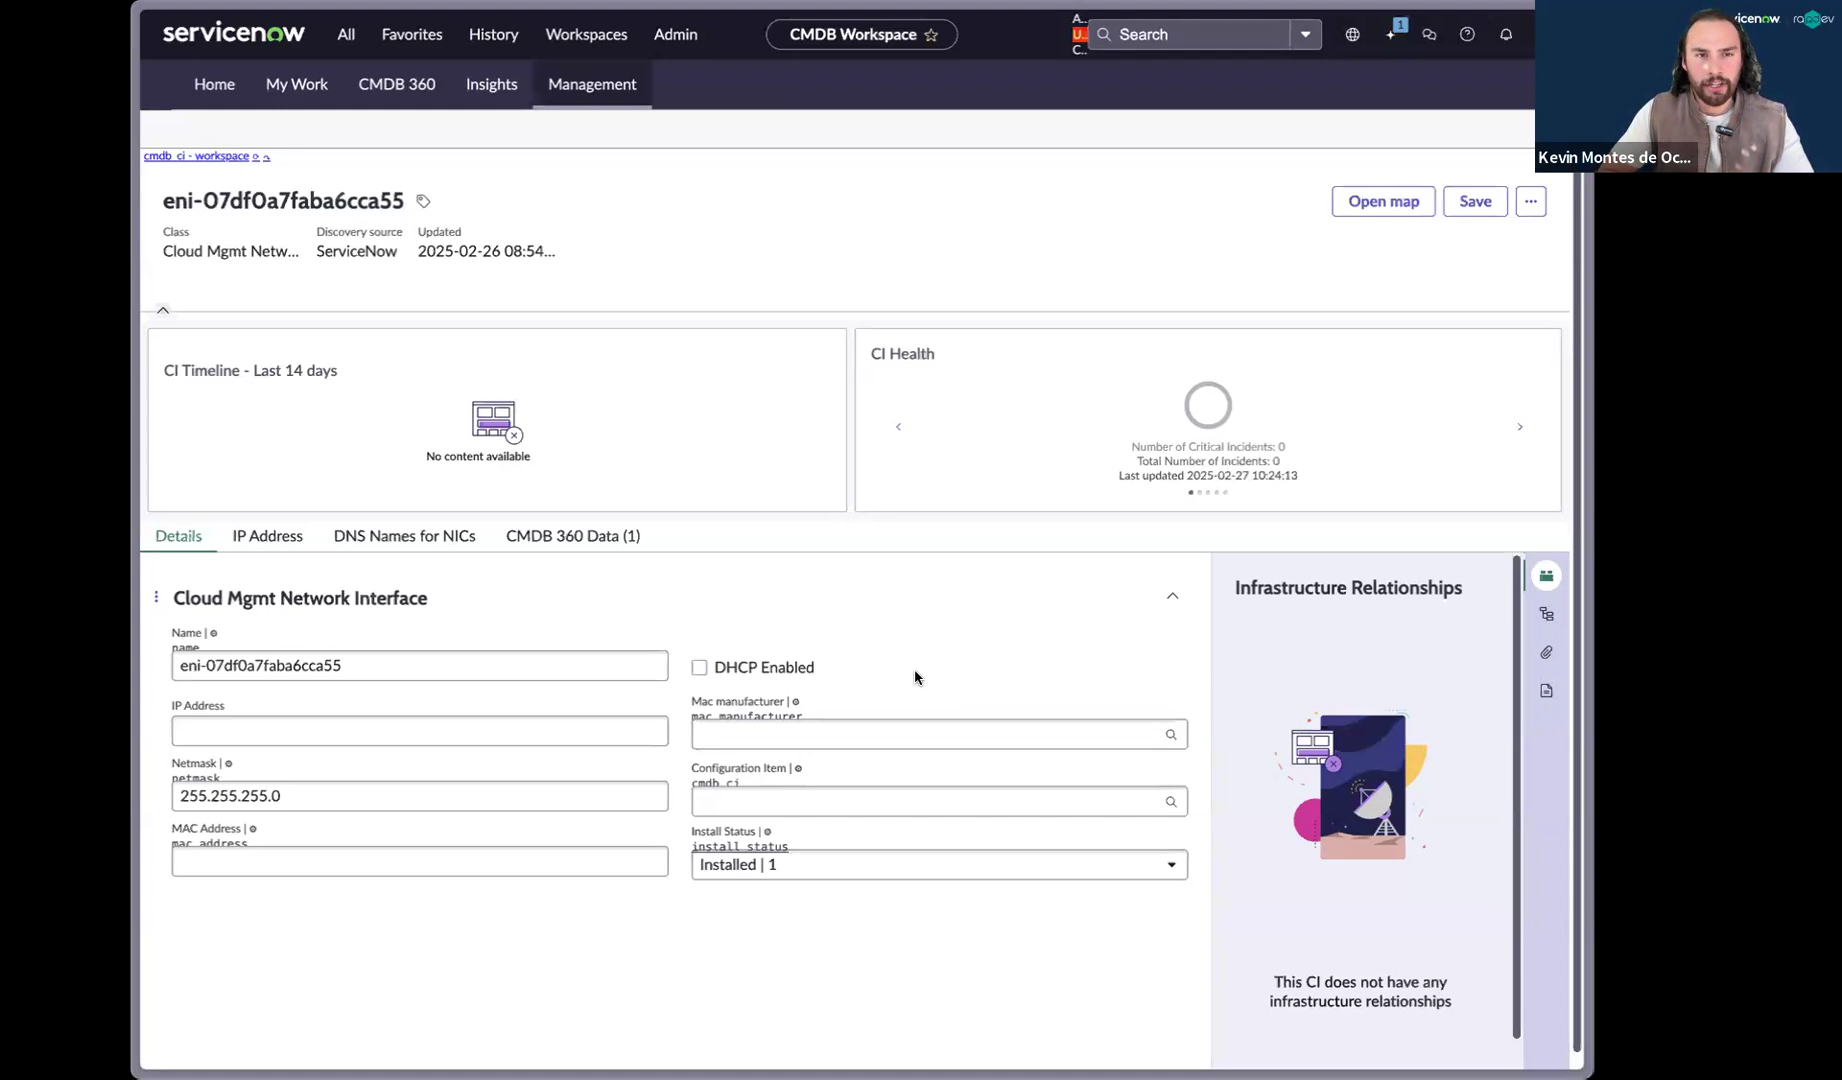 servicenow
All
Favorites
History
Workspaces
Admin
CMDB Workspace
A...
U...
C...
Search
1
Home
My Work
CMDB 360
Insights
Management
rapdev
Kevin Montes de Oc...
cmdb_ci - workspace
eni-07df0a7faba6cca55
Open map
Save
Class
Discovery source
Updated
Cloud Mgmt Netw...
ServiceNow
2025-02-26 08:54...
CI Timeline - Last 14 days
No content available
CI Health
Number of Critical Incidents: 0
Total Number of Incidents: 0
Last updated 2025-02-27 10:24:13
Details
IP Address
DNS Names for NICs
CMDB 360 Data (1)
Cloud Mgmt Network Interface
Name |
name
eni-07df0a7faba6cca55
IP Address
Netmask |
netmask
255.255.255.0
MAC Address |
mac_address
DHCP Enabled
Mac manufacturer |
mac_manufacturer
Configuration Item |
cmdb_ci
Install Status |
install_status
Installed | 1
Infrastructure Relationships
This CI does not have any
infrastructure relationships